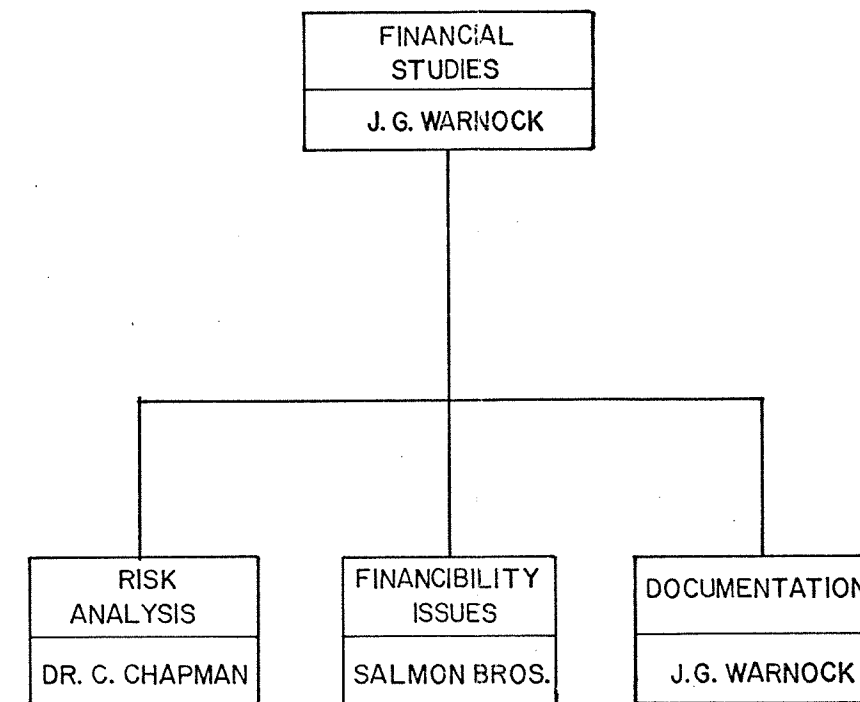 FINANCIAL
STUDIES
J. G. WARNOCK
RISK
ANALYSIS
DR. C. CHAPMAN
FINANCIBILITY
ISSUES
SALMON BROS.
DOCUMENTATION
J.G. WARNOCK